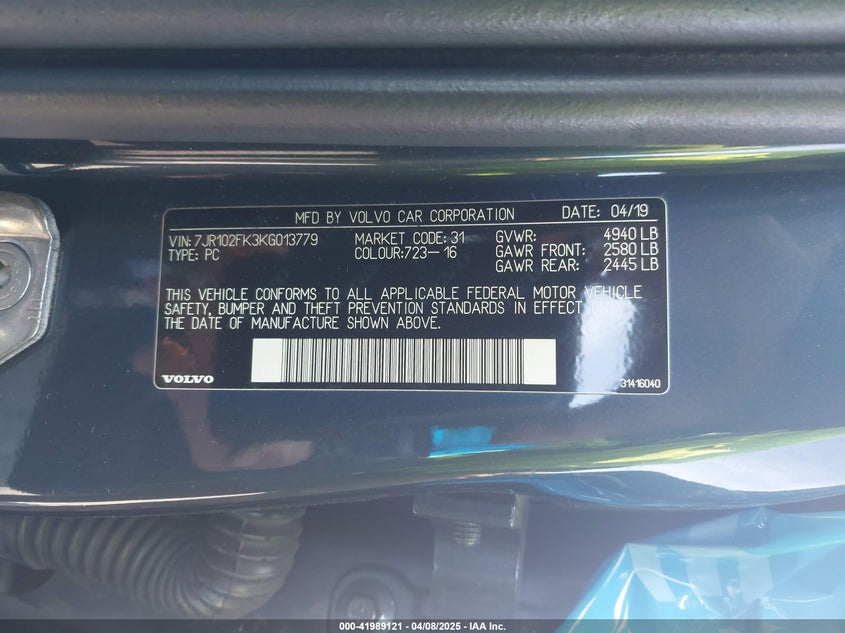 MFD BY VOLVO CAR CORPORATION DATE: 04/19
VIN: 7JR102FK3KG013779 MARKET CODE: 31 GVWR: 4940 LB
TYPE: PC COLOUR:723-16 GAWR FRONT: 2580 LB
GAWR REAR: 2445 LB
THIS VEHICLE CONFORMS TO ALL APPLICABLE FEDERAL MOTOR VEHICLE
SAFETY, BUMPER AND THEFT PREVENTION STANDARDS IN EFFECT
THE DATE OF MANUFACTURE SHOWN ABOVE.
VOLVO 31416040
000-41989121 - 04/08/2025 - IAA Inc.